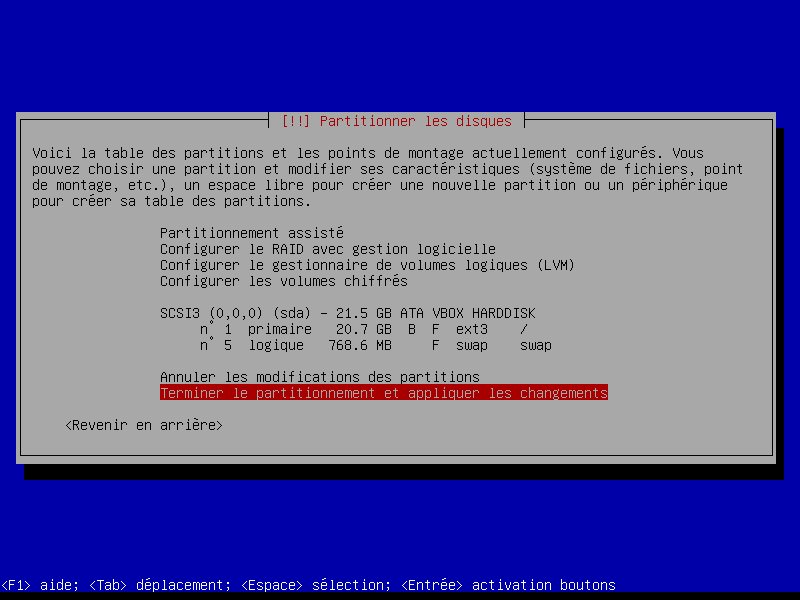 [!!] Partitionner les disques
Voici la table des partitions et les points de montage actuellement configurés. Vous
pouvez choisir une partition et modifier ses caractéristiques (système de fichiers, point
de montage, etc.), un espace libre pour créer une nouvelle partition ou un périphérique
pour créer sa table des partitions.
Partitionnement assisté
Configurer le RAID avec gestion logicielle
Configurer le gestionnaire de volumes logiques (LVM)
Configurer les volumes chiffrés
SCSI3 (0,0,0) (sda) - 21.5 GB ATA VBOX HARDDISK
n° 1 primaire 20.7 GB B F ext3 /
n° 5 logique 768.6 MB F swap swap
Annuler les modifications des partitions
Terminer le partitionnement et appliquer les changements
<Revenir en arrière>
<F1> aide; <Tab> déplacement; <Espace> sélection; <Entrée> activation boutons